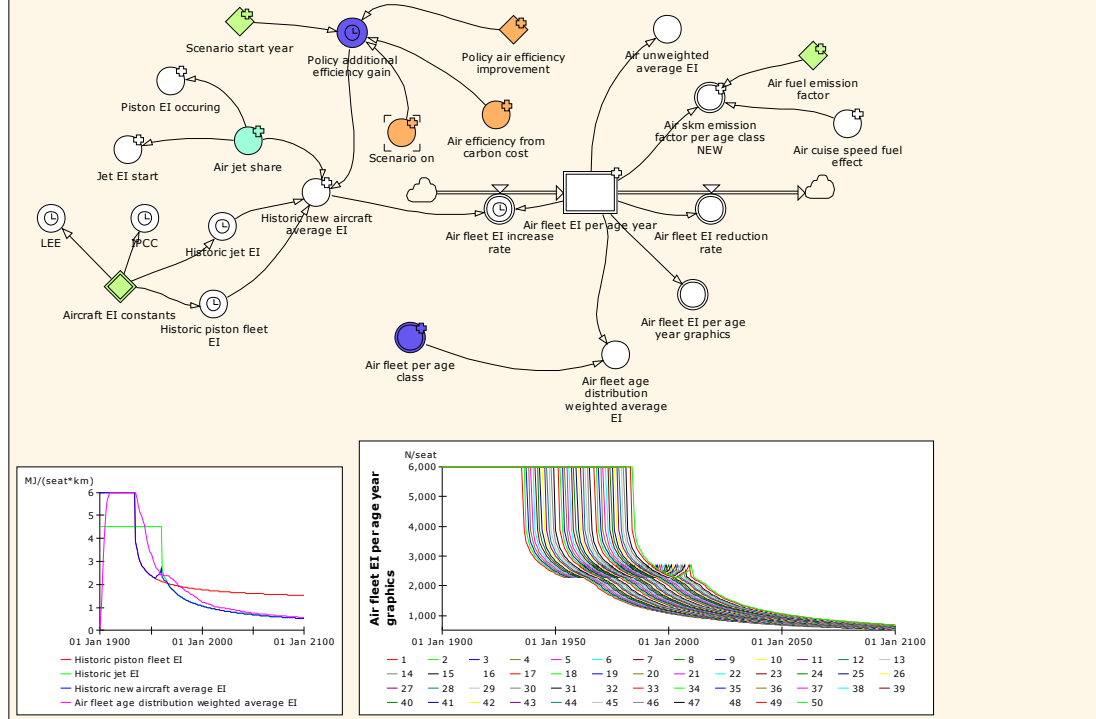 Scenario start year
Policy additional
efficiency gain
Policy air efficiency
improvement
Air unweighted
average EI
Air fuel emission
factor
Piston EI occuring
Jet EI start
Air jet share
Scenario on
Air efficiency from
carbon cost
Air skm emission
factor per age class
NEW
Air cuise speed fuel
effect
LEE
IPCC
Historic jet EI
Historic new aircraft
average EI
Air fleet EI increase
rate
Air fleet EI per age year
Air fleet EI reduction
rate
Aircraft EI constants
Historic piston fleet
EI
Air fleet EI per age
year graphics
Air fleet per age
class
Air fleet age
distribution
weighted average
EI
MJ/(seat*km)
6
5
4
3
2
1
0
01 Jan 1900 01 Jan 2000 01 Jan 2100
Historic piston fleet EI
Historic jet EI
Historic new aircraft average EI
Air fleet age distribution weighted average EI
N/seat
Air fleet EI per age year
graphics
6,000
5,000
4,000
3,000
2,000
1,000
01 Jan 1900 01 Jan 1950 01 Jan 2000 01 Jan 2050 01 Jan 2100
1 2 3 4 5 6 7 8 9 10 11 12 13
14 15 16 17 18 19 20 21 22 23 24 25 26
27 28 29 30 31 32 33 34 35 36 37 38 39
40 41 42 43 44 45 46 47 48 49 50